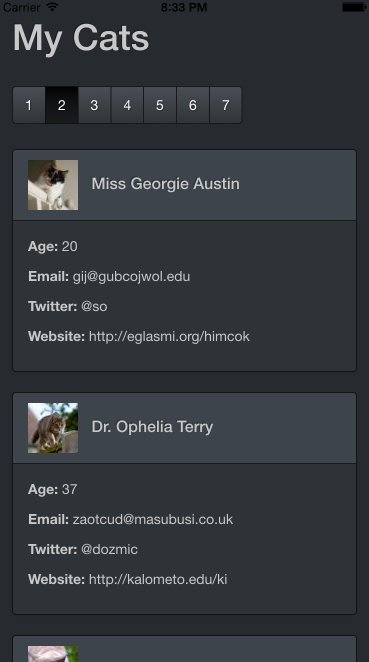 Carrier 8:33 PM
My Cats
1 2 3 4 5 6 7
Miss Georgie Austin
Age: 20
Email: gij@gubcojwol.edu
Twitter: @so
Website: http://eglasmi.org/himcok
Dr. Ophelia Terry
Age: 37
Email: zaotcud@masubusi.co.uk
Twitter: @dozmic
Website: http://kalometo.edu/ki